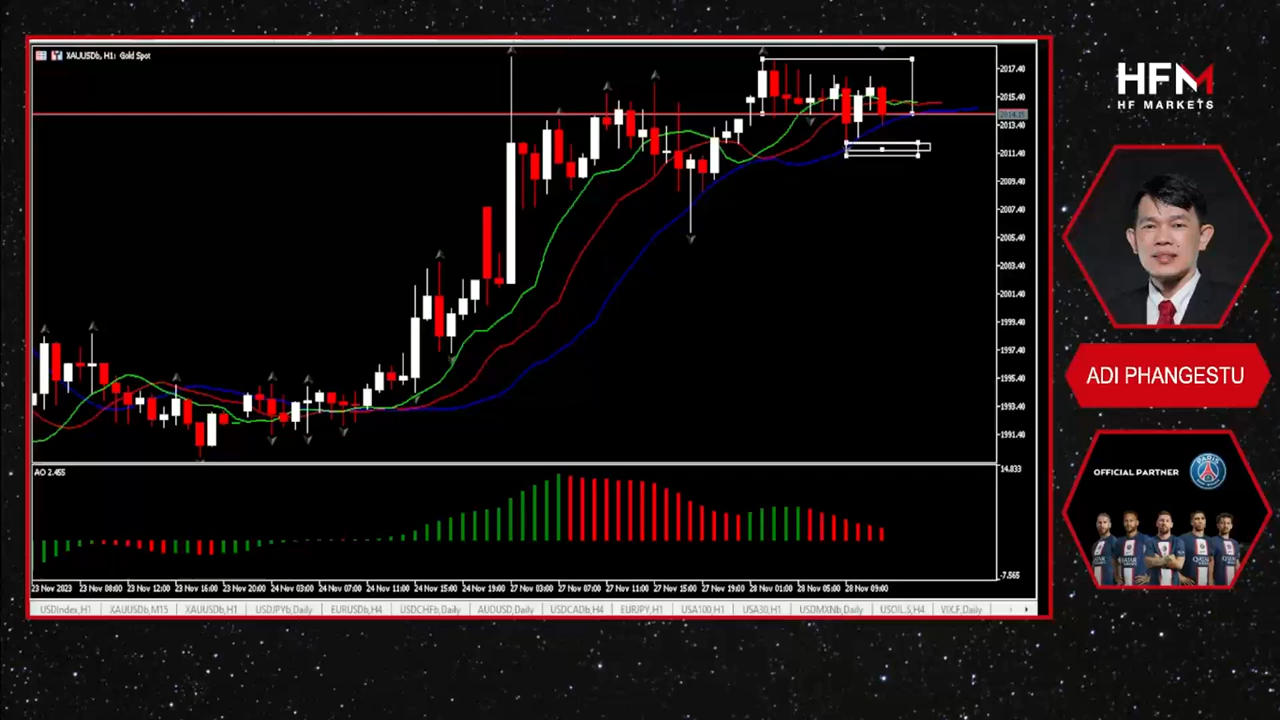 XAUUSDb, H1: Gold Spot
2017.40
2015.40
2014.15
2013.40
2011.40
2009.40
2007.40
2005.40
2003.40
2001.40
1999.40
1997.40
1995.40
1993.40
1991.40
AO 2.455
14.833
-7.565
23 Nov 2023 23 Nov 08:00 23 Nov 12:00 23 Nov 16:00 23 Nov 20:00 24 Nov 03:00 24 Nov 07:00 24 Nov 11:00 24 Nov 15:00 24 Nov 19:00 27 Nov 03:00 27 Nov 07:00 27 Nov 11:00 27 Nov 15:00 27 Nov 19:00 28 Nov 01:00 28 Nov 05:00 28 Nov 09:00
USDIndex,H1 XAUUSDb,M15 XAUUSDb,H1 USDJPYb,Daily EURUSDb,H4 USDCHFb,Daily AUDUSD,Daily USDCADb,H4 EURJPY,H1 USA100,H1 USA30,H1 USDMXNb,Daily USOIL.S,H4 VIX.F,Daily
HFM
HF MARKETS
ADI PHANGESTU
OFFICIAL PARTNER
PARIS